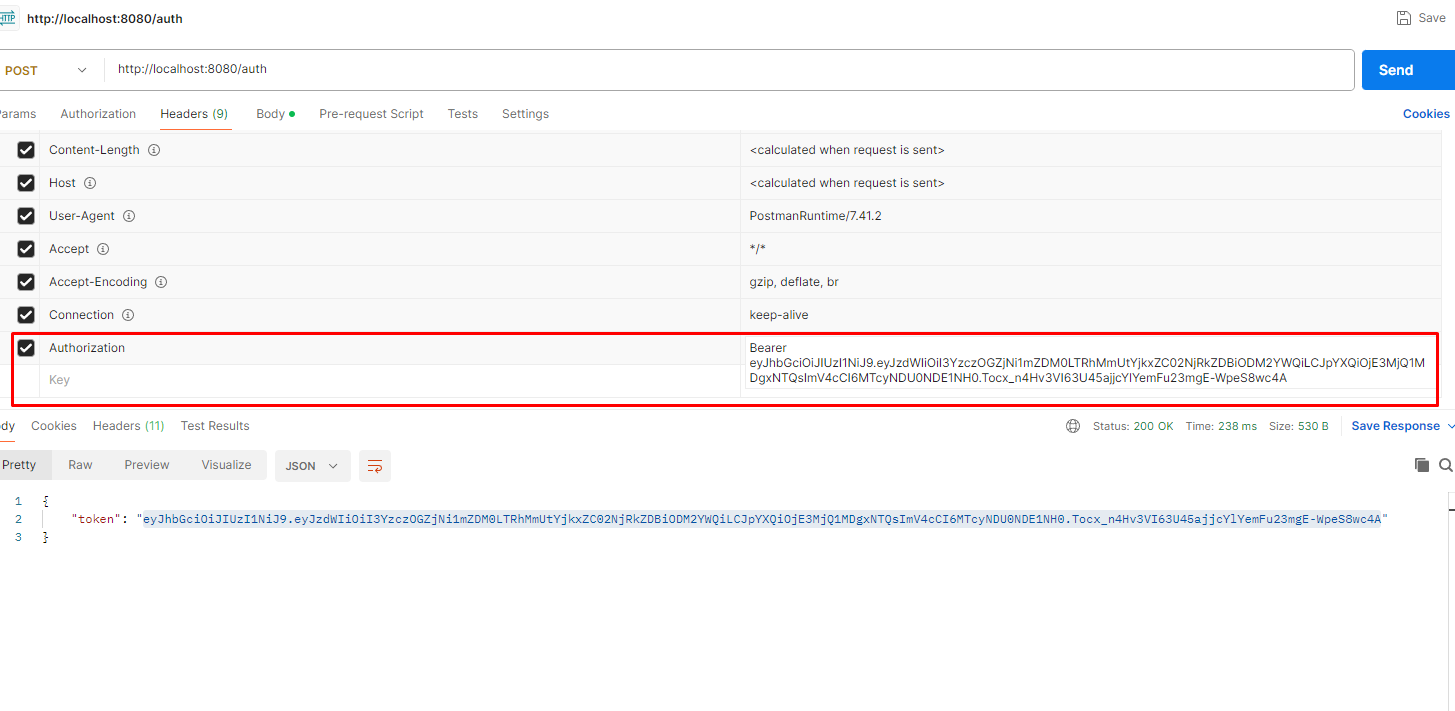 HTTP http://localhost:8080/auth Save
POST http://localhost:8080/auth Send
arams Authorization Headers (9) Body Pre-request Script Tests Settings Cookies
Content-Length <calculated when request is sent>
Host <calculated when request is sent>
User-Agent PostmanRuntime/7.41.2
Accept */*
Accept-Encoding gzip, deflate, br
Connection keep-alive
Authorization Bearer
eyJhbGciOiJIUzI1NiJ9.eyJzdWIiOiI3YzczOGZjNi1mZDM0LTRhMmUtYjkxZC02NjRkZDBiODM2YWQiLCJpYXQiOjE3MjQ1M
DgxNTQsImV4cCI6MTcyNDU0NDE1NH0.Tocx_n4Hv3VI63U45ajjcYlYemFu23mgE-WpeS8wc4A
Key
dy Cookies Headers (11) Test Results Status: 200 OK Time: 238 ms Size: 530 B Save Response
Pretty Raw Preview Visualize JSON
1 {
2 "token": "eyJhbGciOiJIUzI1NiJ9.eyJzdWIiOiI3YzczOGZjNi1mZDM0LTRhMmUtYjkxZC02NjRkZDBiODM2YWQiLCJpYXQiOjE3MjQ1MDgxNTQsImV4cCI6MTcyNDU0NDE1NH0.Tocx_n4Hv3VI63U45ajjcYlYemFu23mgE-WpeS8wc4A"
3 }